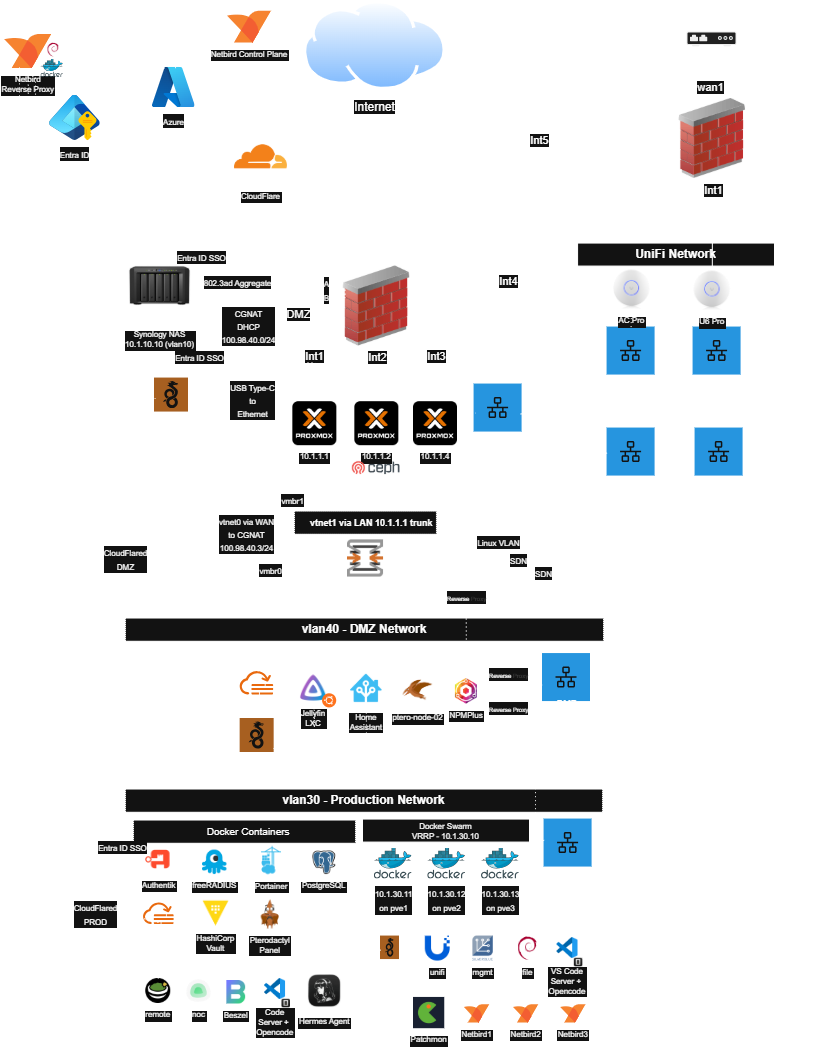 Netbird Control Plane
docker
Netbird
Reverse Proxy
Internet
wan1
Azure
Entra ID
Int5
CloudFlare
Int1
Entra ID SSO
UniFi Network
802.3ad Aggregate
Int4
A
B
CGNAT
DHCP
100.98.40.0/24
DMZ
AC Pro
U6 Pro
Synology NAS
10.1.10.10 (vlan10)
Entra ID SSO
Int1
Int2
Int3
USB Type-C
to
Ethernet
PROXMOX
PROXMOX
PROXMOX
10.1.1.1
10.1.1.2
10.1.1.4
ceph
vmbr1
vtnet0 via WAN
to CGNAT
100.98.40.3/24
vtnet1 via LAN 10.1.1.1 trunk
CloudFlared
DMZ
vmbr0
Linux VLAN
SDN
SDN
Reverse
vlan40 - DMZ Network
Reverse
Jellyfin
LXC
Home
Assistant
ptero-node-02
NPMPlus
Reverse Proxy
vlan30 - Production Network
Docker Containers
Docker Swarm
VRRP - 10.1.30.10
Entra ID SSO
Authentik
freeRADIUS
Portainer
PostgreSQL
docker
docker
docker
10.1.30.11
on pve1
10.1.30.12
on pve2
10.1.30.13
on pve3
CloudFlared
PROD
HashiCorp
Vault
Pterodactyl
Panel
unifi
mgmt
file
VS Code
Server +
Opencode
remote
noc
Beszel
Code
Server +
Opencode
Hermes Agent
Patchmon
Netbird1
Netbird2
Netbird3